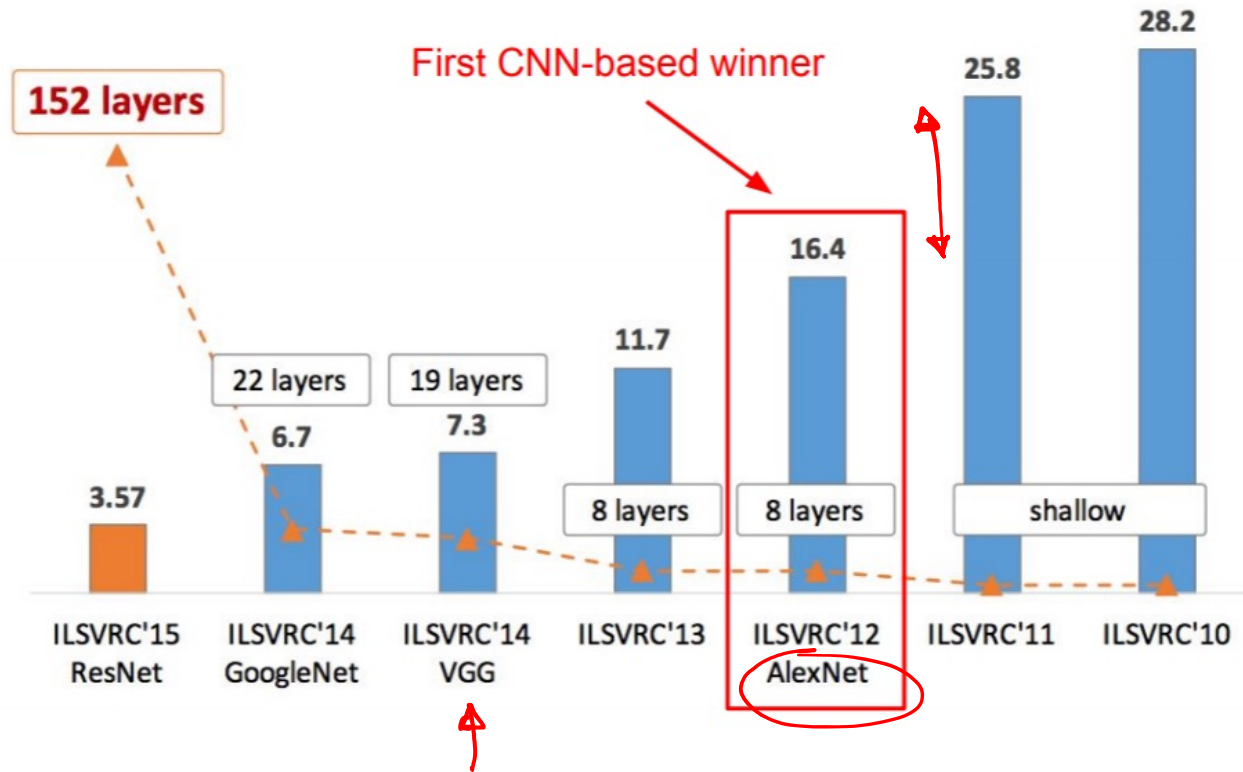 First CNN-based winner
152 layers
28.2
25.8
16.4
11.7
22 layers
19 layers
6.7
7.3
3.57
8 layers
8 layers
shallow
ILSVRC'15
ResNet
ILSVRC'14
GoogleNet
ILSVRC'14
VGG
ILSVRC'13
ILSVRC'12
AlexNet
ILSVRC'11
ILSVRC'10